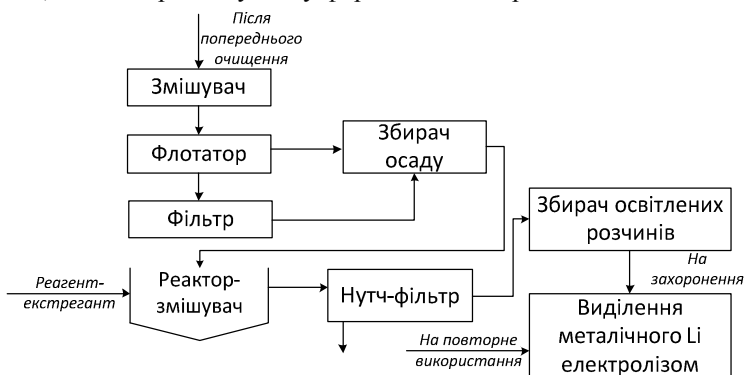 Після
попереднього
очищення
Змішувач
Флотатор
Збирач
осаду
Фільтр
Збирач освітлених
розчинів
На
захоронення
Реагент-
екстрегант
Реактор-
змішувач
Нутч-фільтр
На повторне
використання
Виділення
металічного Li
електролізом